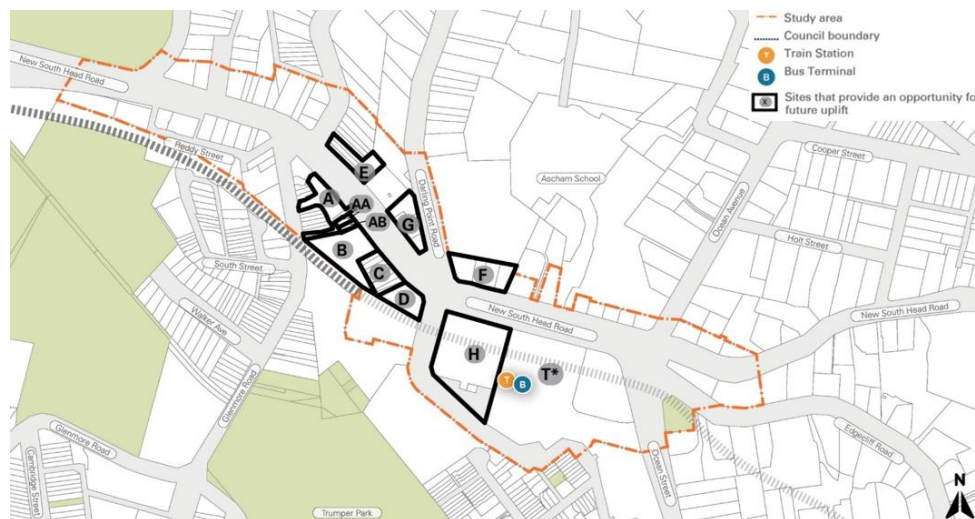 Study area
Council boundary
T
Train Station
B
Bus Terminal
X
Sites that provide an opportunity fo
future uplift
New South Head Road
Reddy Street
Cooper Street
E
Darling Point Road
Ascham School
A
AA
AB
G
Ocean Avenue
Holt Street
B
South Street
C
F
D
Walker Ave
New South Head Road
New South Head Road
H
T*
T
B
Glenmore Road
Glenmore Road
Edgecliff Road
Cambridge Street
Ocean Street
Trumper Park
N